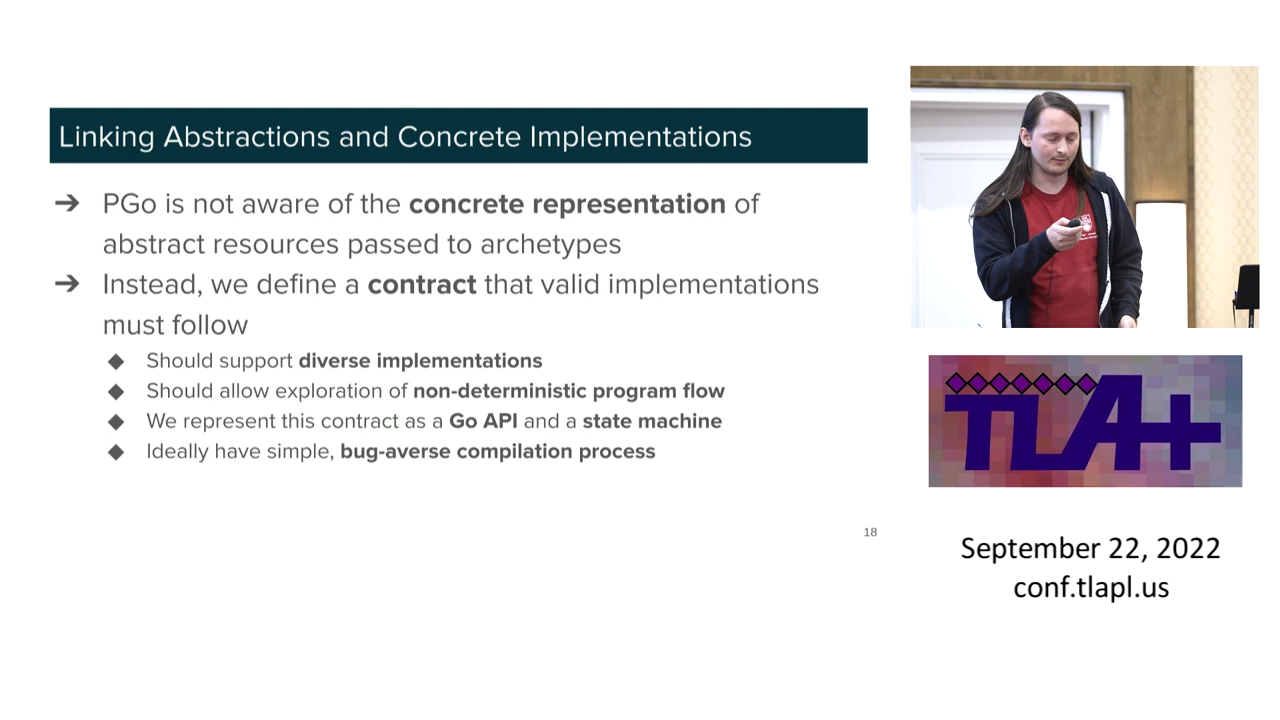 Linking Abstractions and Concrete Implementations
➔ PGo is not aware of the concrete representation of
abstract resources passed to archetypes
➔ Instead, we define a contract that valid implementations
must follow
◆ Should support diverse implementations
◆ Should allow exploration of non-deterministic program flow
◆ We represent this contract as a Go API and a state machine
◆ Ideally have simple, bug-averse compilation process
18
TLA+
September 22, 2022
conf.tlapl.us